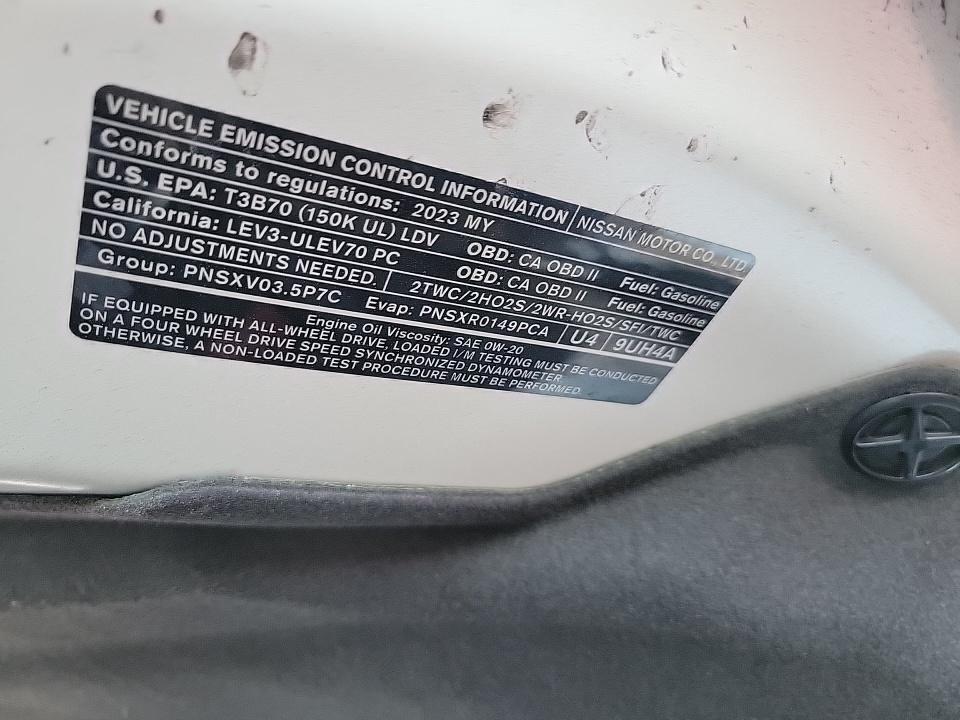 VEHICLE EMISSION CONTROL INFORMATION NISSAN MOTOR CO., LTD.
Conforms to regulations: 2023 MY
U.S. EPA: T3B70 (150K UL) LDV OBD: CA OBD II Fuel: Gasoline
California: LEV3-ULEV70 PC OBD: CA OBD II Fuel: Gasoline
NO ADJUSTMENTS NEEDED. 2TWC/2HO2S/2WR-HO2S/SFI/TWC
Group: PNSXV03.5P7C Evap: PNSXR0149PCA U4 9UH4A
Engine Oil Viscosity: SAE 0W-20
IF EQUIPPED WITH ALL-WHEEL DRIVE, LOADED I/M TESTING MUST BE CONDUCTED
ON A FOUR WHEEL DRIVE SPEED SYNCHRONIZED DYNAMOMETER
OTHERWISE, A NON-LOADED TEST PROCEDURE MUST BE PERFORMED.